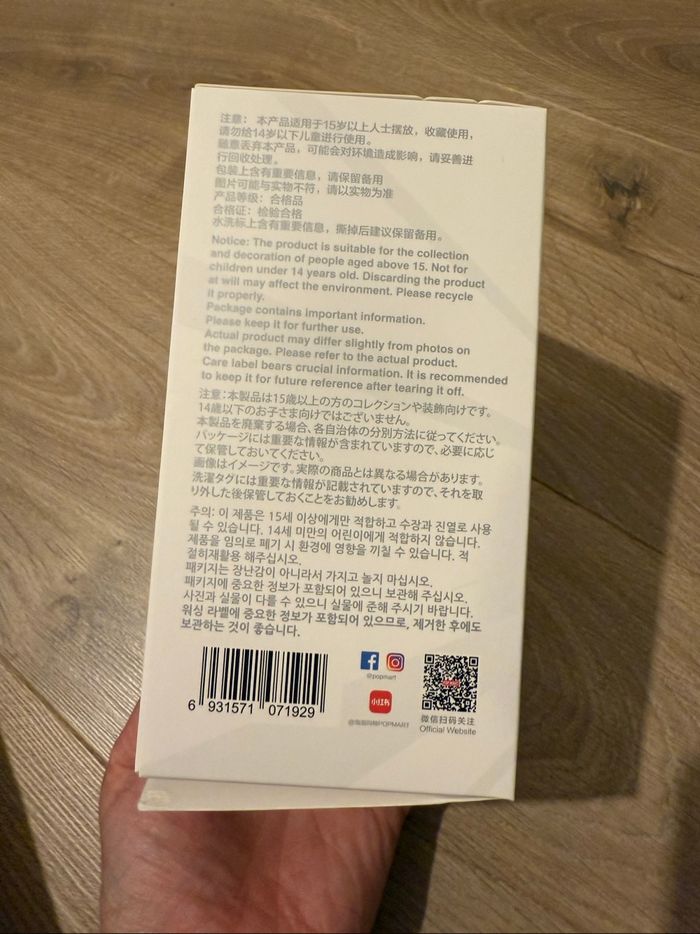 注意： 本产品适用于15岁以上人士摆放，收藏使用，
请勿给14岁以下儿童进行使用。
随意丢弃本产品，可能会对环境造成影响，请妥善进
行回收处理。
包装上含有重要信息，请保留备用
图片可能与实物不符，请以实物为准
产品等级：合格品
合格证：检验合格
水洗标上含有重要信息，撕掉后建议保留备用。
Notice: The product is suitable for the collection
and decoration of people aged above 15. Not for
children under 14 years old. Discarding the product
at will may affect the environment. Please recycle
it properly.
Package contains important information.
Please keep it for further use.
Actual product may differ slightly from photos on
the package. Please refer to the actual product.
Care label bears crucial information. It is recommended
to keep it for future reference after tearing it off.
注意：本製品は15歳以上の方のコレクションや装飾向けです。
14歳以下のお子さま向けではございません。
本製品を廃棄する場合、各自治体の分別方法に従ってください。
パッケージには重要な情報が含まれていますので、必要に応じ
て保管しておいてください。
画像はイメージです。実際の商品とは異なる場合があります。
洗濯タグには重要な情報が記載されていますので、それを取
り外した後保管しておくことをお勧めします。
주의: 이 제품은 15세 이상에게만 적합하고 수장과 진열로 사용
될 수 있습니다. 14세 미만의 어린이에게 적합하지 않습니다.
제품을 임의로 폐기 시 환경에 영향을 끼칠 수 있습니다. 적
절히재활용 해주십시오.
패키지는 장난감이 아니라서 가지고 놀지 마십시오.
패키지에 중요한 정보가 포함되어 있으니 보관해 주십시오.
사진과 실물이 다를 수 있으니 실물에 준해 주시기 바랍니다.
워싱 라벨에 중요한 정보가 포함되어 있으므로, 제거한 후에도
보관하는 것이 좋습니다.
6 931571 071929
@popmart
小红书
@泡泡玛特POPMART
微信扫码关注
Official Website